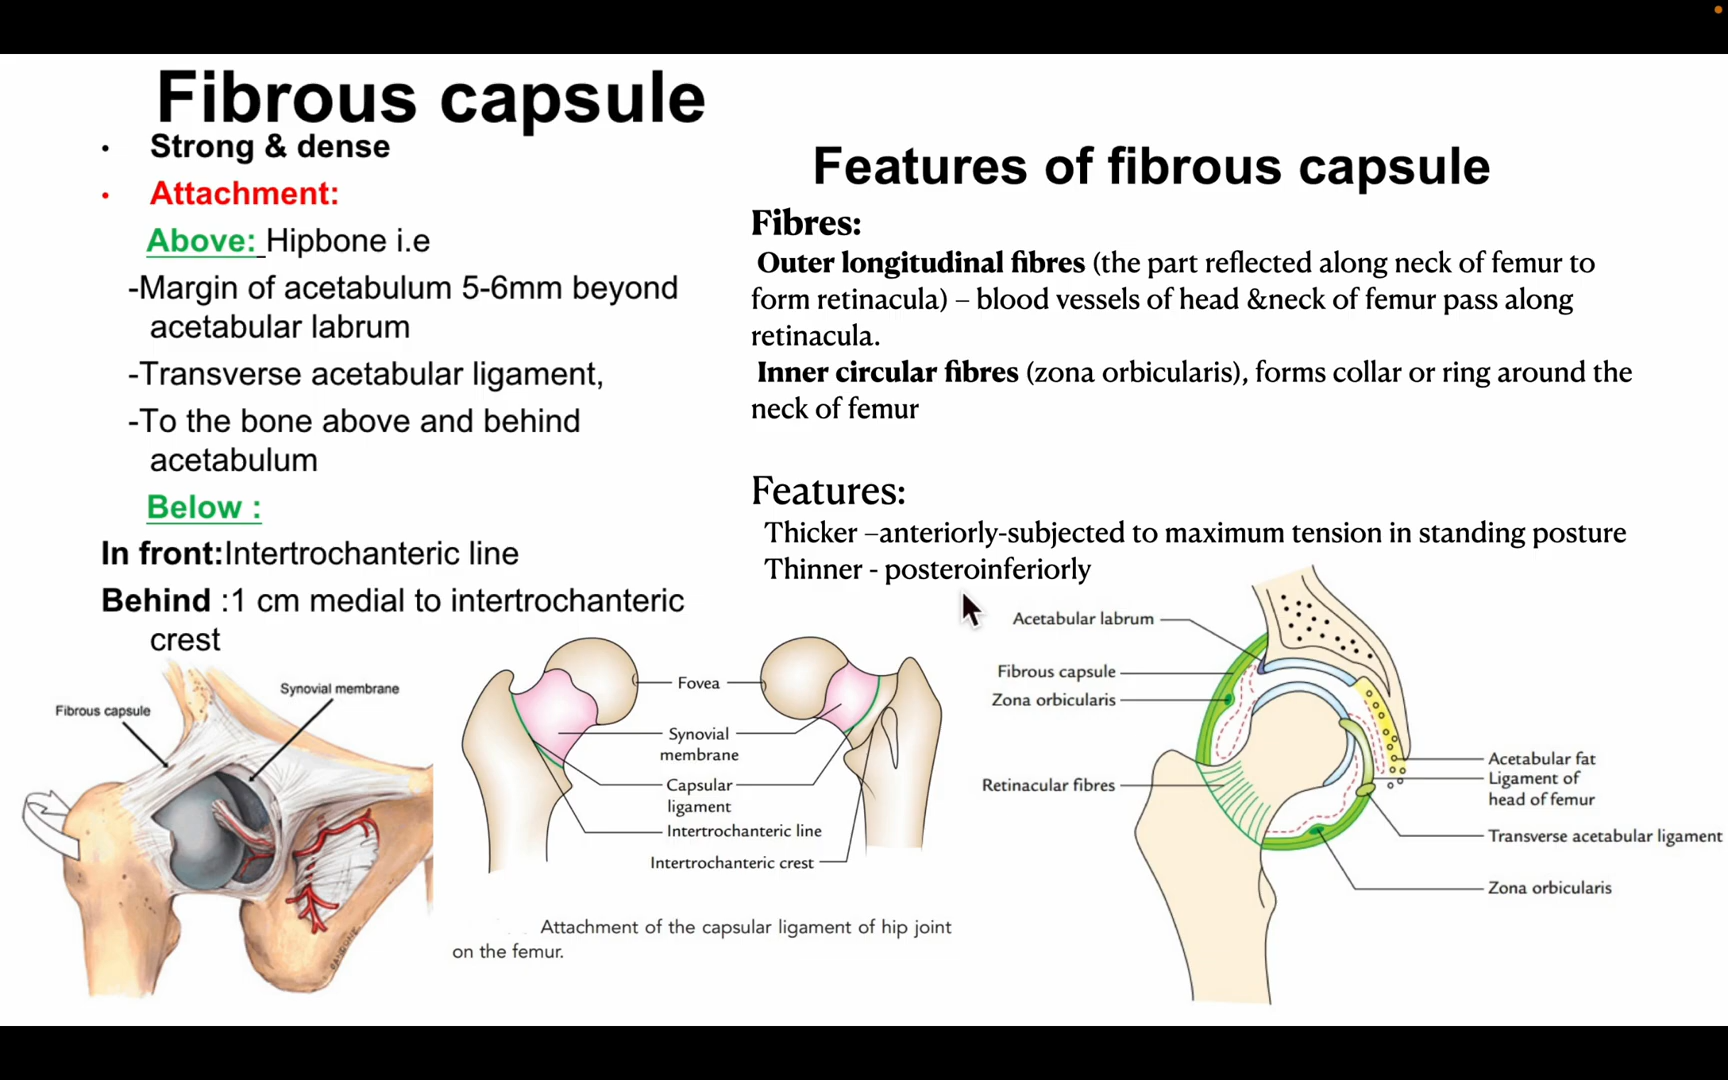 Fibrous capsule
• Strong & dense
• Attachment:
Above: Hipbone i.e
-Margin of acetabulum 5-6mm beyond
acetabular labrum
-Transverse acetabular ligament,
-To the bone above and behind
acetabulum
Below :
In front:Intertrochanteric line
Behind :1 cm medial to intertrochanteric
crest
Features of fibrous capsule
Fibres:
Outer longitudinal fibres (the part reflected along neck of femur to
form retinacula) – blood vessels of head &neck of femur pass along
retinacula.
Inner circular fibres (zona orbicularis), forms collar or ring around the
neck of femur
Features:
Thicker –anteriorly-subjected to maximum tension in standing posture
Thinner - posteroinferiorly
Synovial membrane
Fibrous capsule
Fovea
Synovial
membrane
Capsular
ligament
Intertrochanteric line
Intertrochanteric crest
Attachment of the capsular ligament of hip joint
on the femur.
Acetabular labrum
Fibrous capsule
Zona orbicularis
Retinacular fibres
Acetabular fat
Ligament of
head of femur
Transverse acetabular ligament
Zona orbicularis